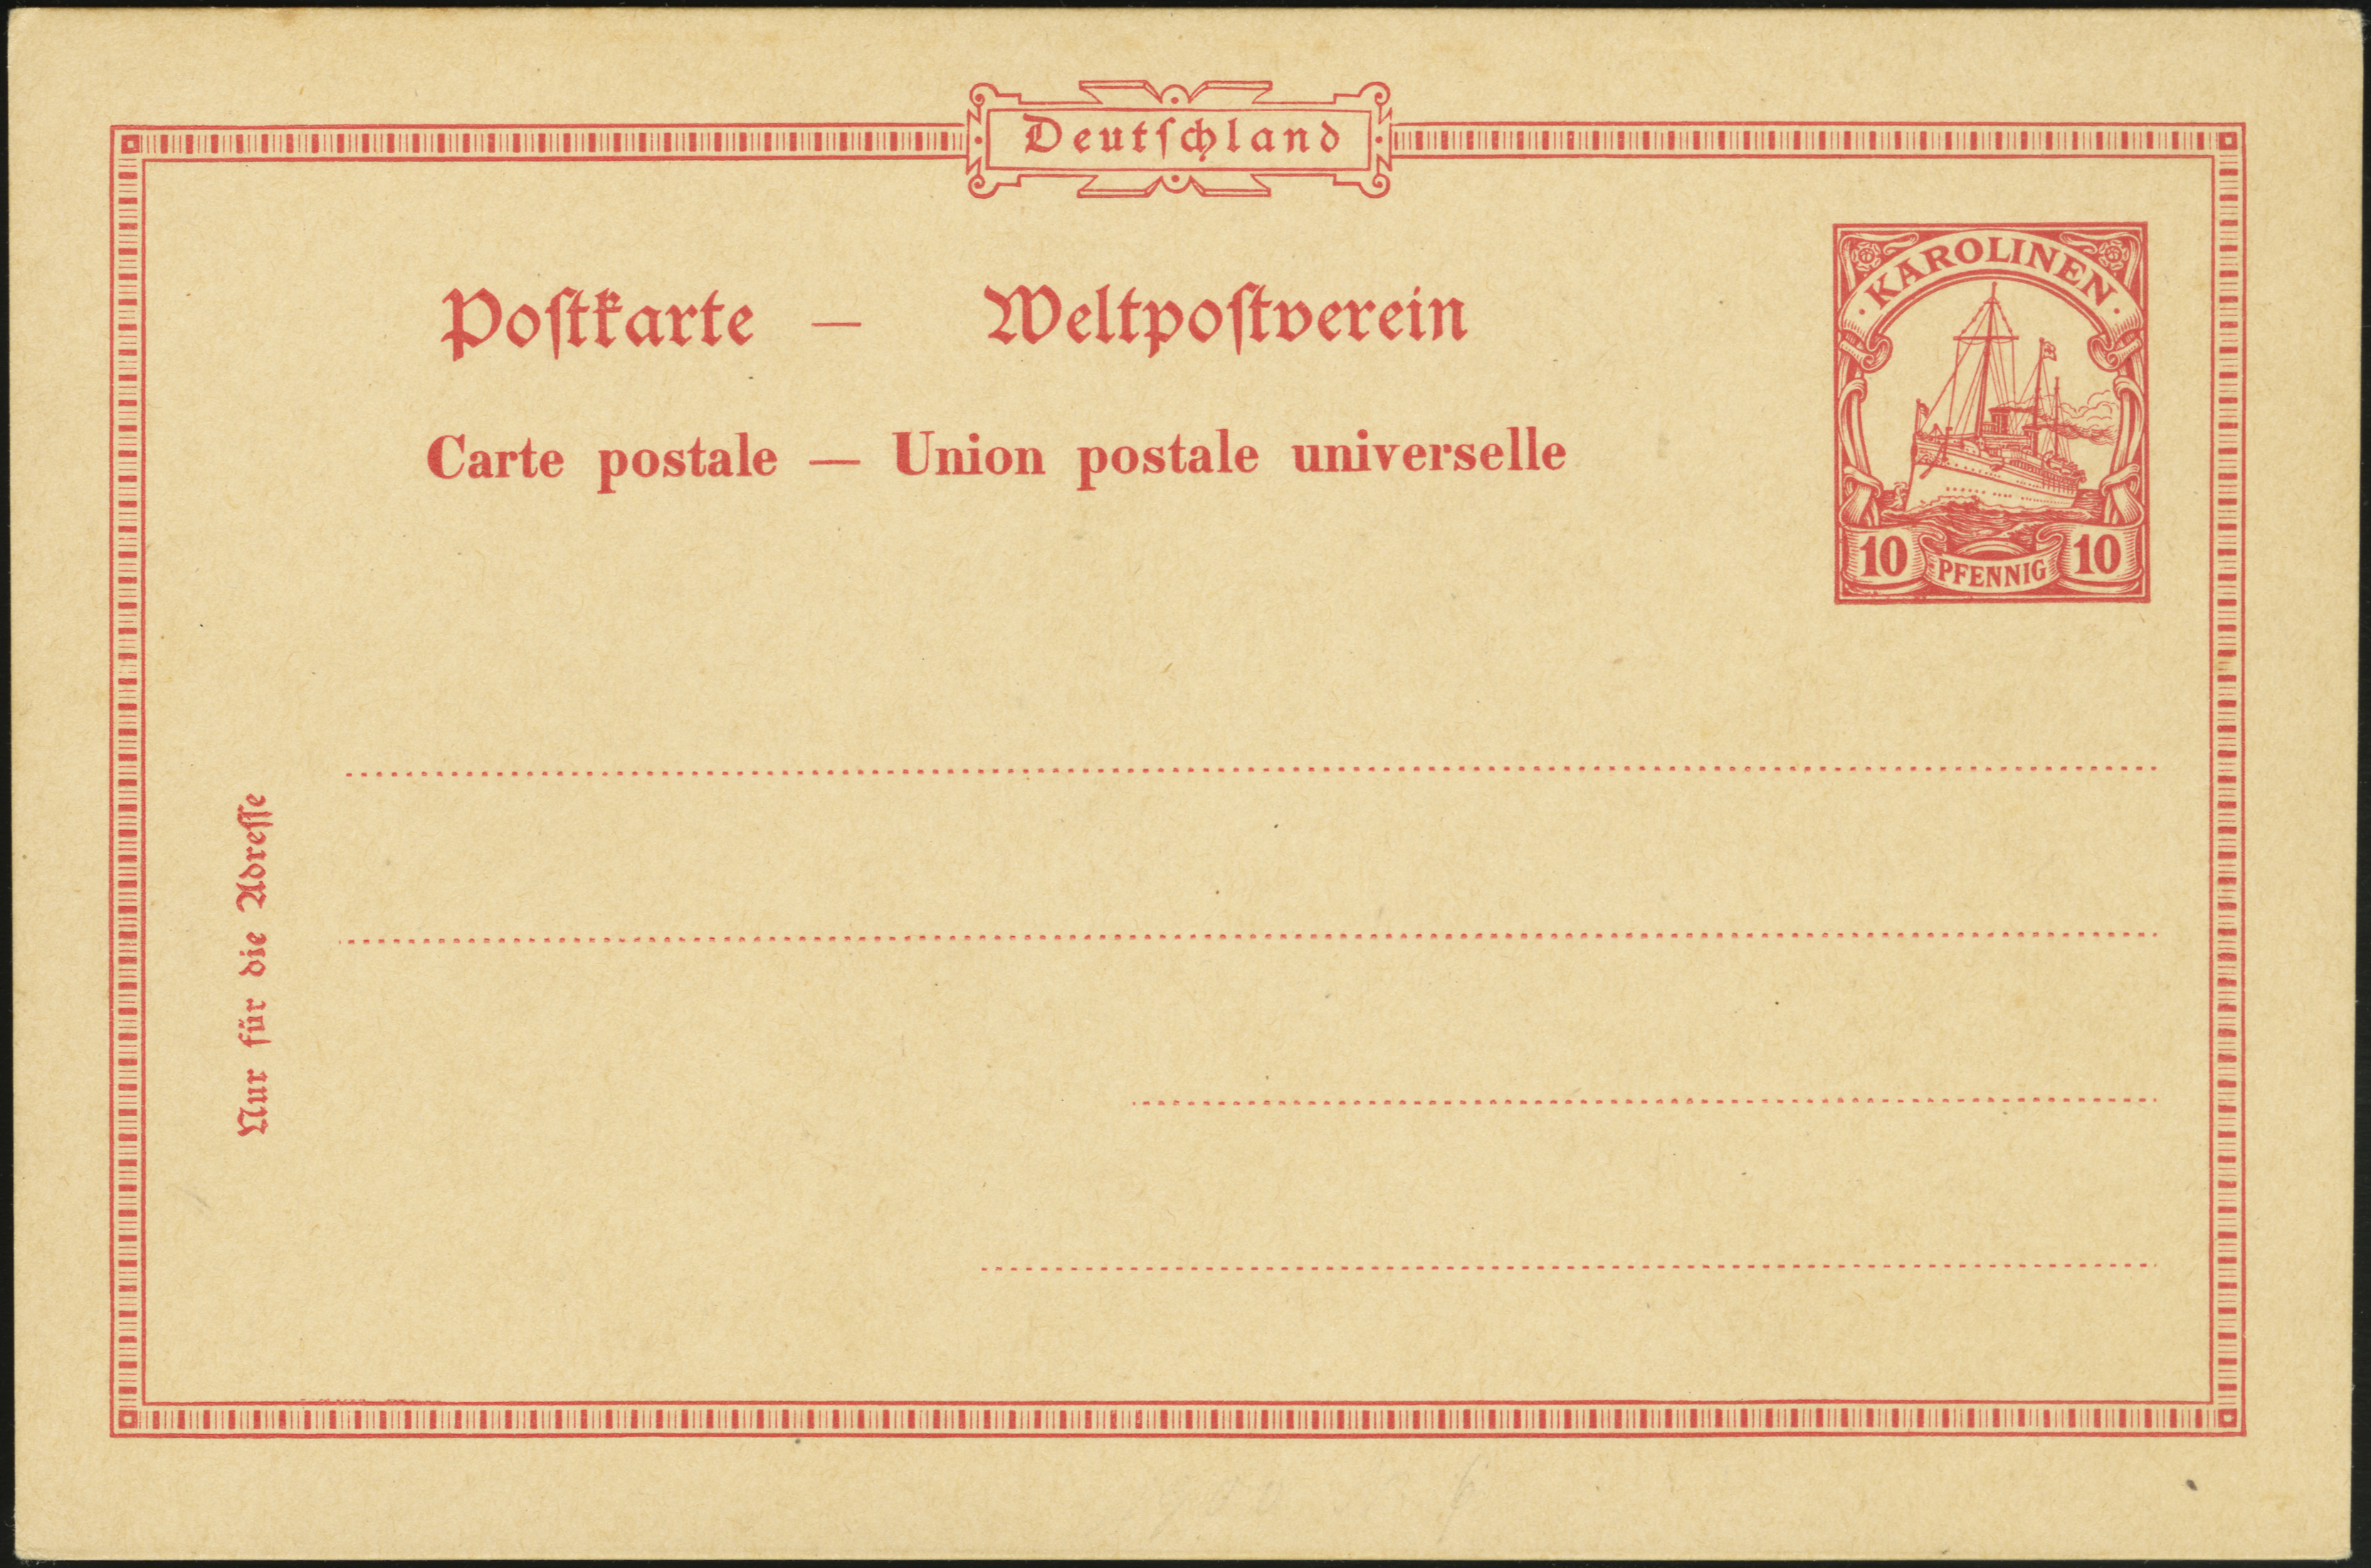 Deutſchland
Poſtkarte — Weltpoſtverein
Carte postale — Union postale universelle
· KAROLINEN ·
10 PFENNIG 10
Nur für die Adreſſe